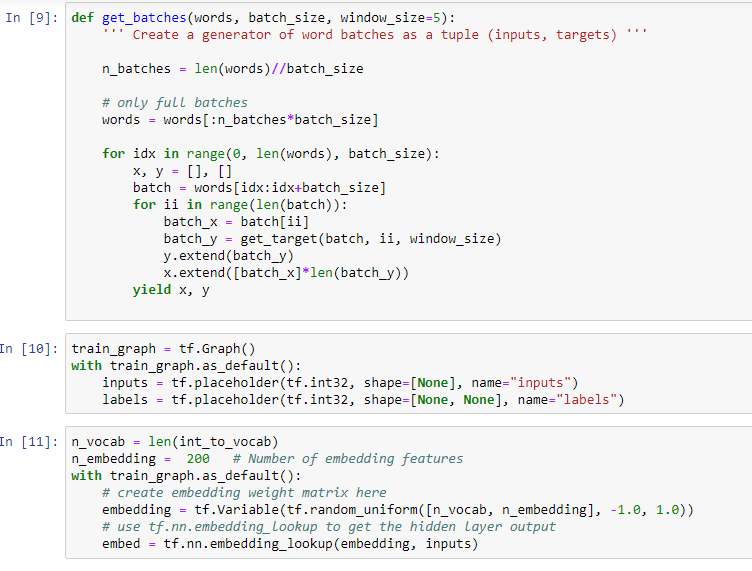 In [9]: def get_batches(words, batch_size, window_size=5):
''' Create a generator of word batches as a tuple (inputs, targets) '''
n_batches = len(words)//batch_size
# only full batches
words = words[:n_batches*batch_size]
for idx in range(0, len(words), batch_size):
x, y = [], []
batch = words[idx:idx+batch_size]
for ii in range(len(batch)):
batch_x = batch[ii]
batch_y = get_target(batch, ii, window_size)
y.extend(batch_y)
x.extend([batch_x]*len(batch_y))
yield x, y
In [10]: train_graph = tf.Graph()
with train_graph.as_default():
inputs = tf.placeholder(tf.int32, shape=[None], name="inputs")
labels = tf.placeholder(tf.int32, shape=[None, None], name="labels")
In [11]: n_vocab = len(int_to_vocab)
n_embedding =  200   # Number of embedding features
with train_graph.as_default():
# create embedding weight matrix here
embedding = tf.Variable(tf.random_uniform([n_vocab, n_embedding], -1.0, 1.0))
# use tf.nn.embedding_lookup to get the hidden layer output
embed = tf.nn.embedding_lookup(embedding, inputs)